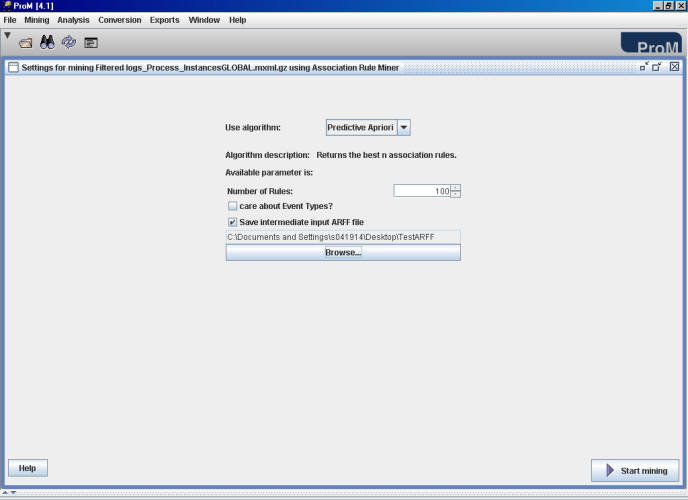 ProM [4.1]
File Mining Analysis Conversion Exports Window Help
ProM
Settings for mining Filtered logs_Process_InstancesGLOBAL.mxml.gz using Association Rule Miner
Use algorithm: Predictive Apriori
Algorithm description: Returns the best n association rules.
Available parameter is:
Number of Rules: 100
care about Event Types?
Save intermediate input ARFF file
C:\Documents and Settings\s041914\Desktop\TestARFF
Browse...
Help
Start mining